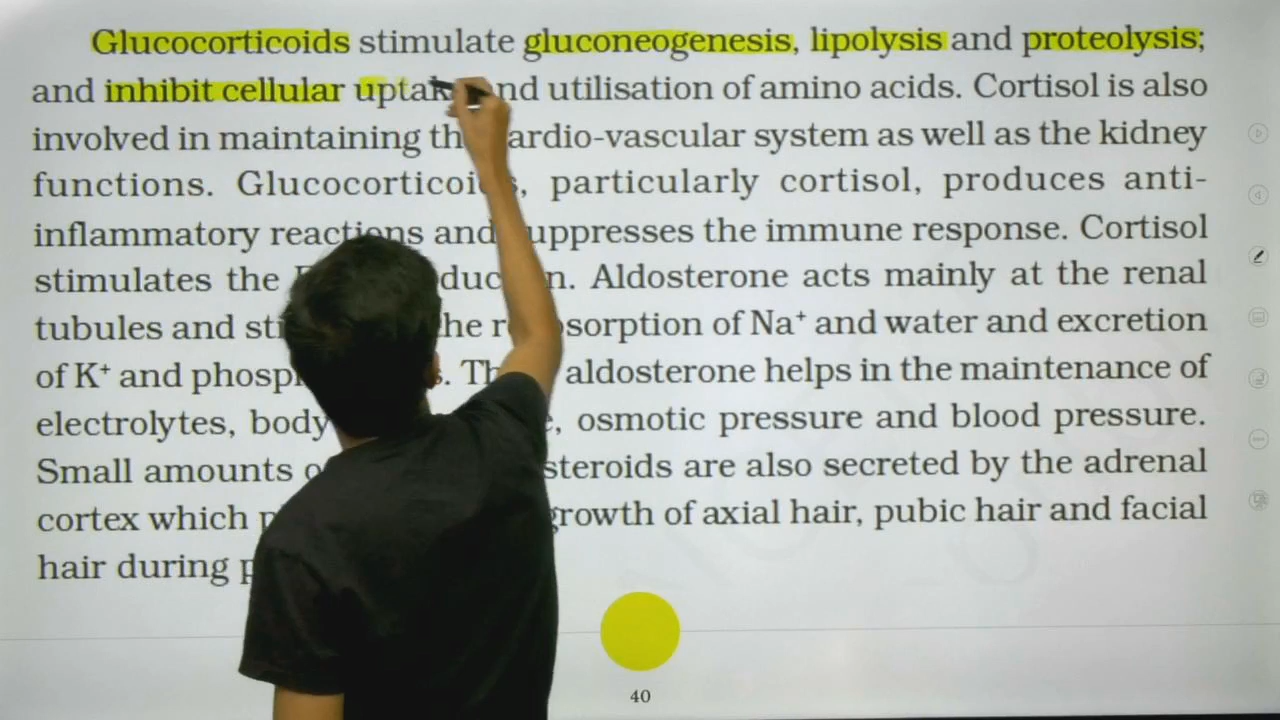 Glucocorticoids stimulate gluconeogenesis, lipolysis and proteolysis;
and inhibit cellular uptak nd utilisation of amino acids. Cortisol is also
involved in maintaining th ardio-vascular system as well as the kidney
functions. Glucocorticoi s, particularly cortisol, produces anti-
inflammatory reactions and uppresses the immune response. Cortisol
stimulates the duc n. Aldosterone acts mainly at the renal
tubules and sti he r sorption of Na⁺ and water and excretion
of K⁺ and phosp s. Th aldosterone helps in the maintenance of
electrolytes, body e, osmotic pressure and blood pressure.
Small amounts o steroids are also secreted by the adrenal
cortex which p growth of axial hair, pubic hair and facial
hair during p
40